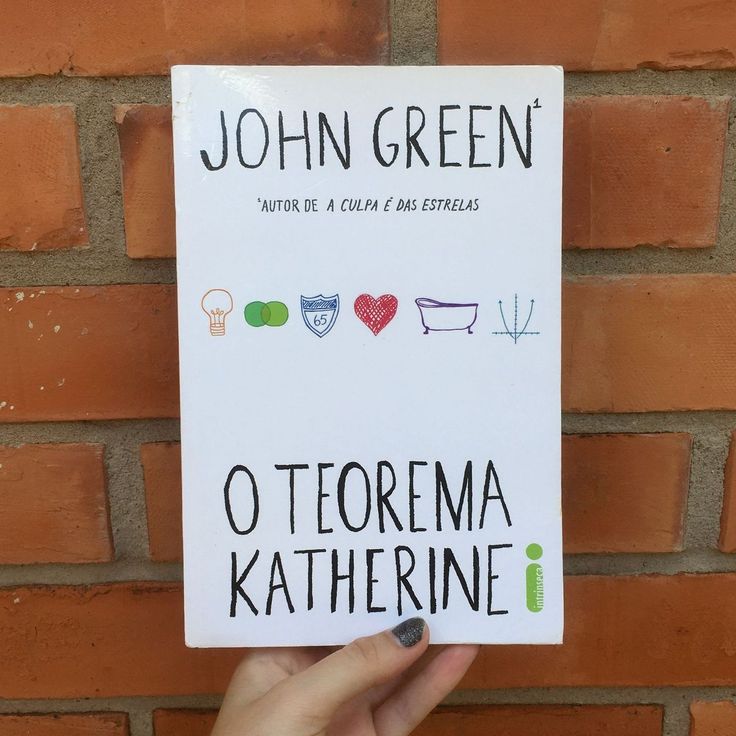 JOHN GREEN¹
¹AUTOR DE A CULPA É DAS ESTRELAS
65
O TEOREMA
KATHERINE
intrínseca